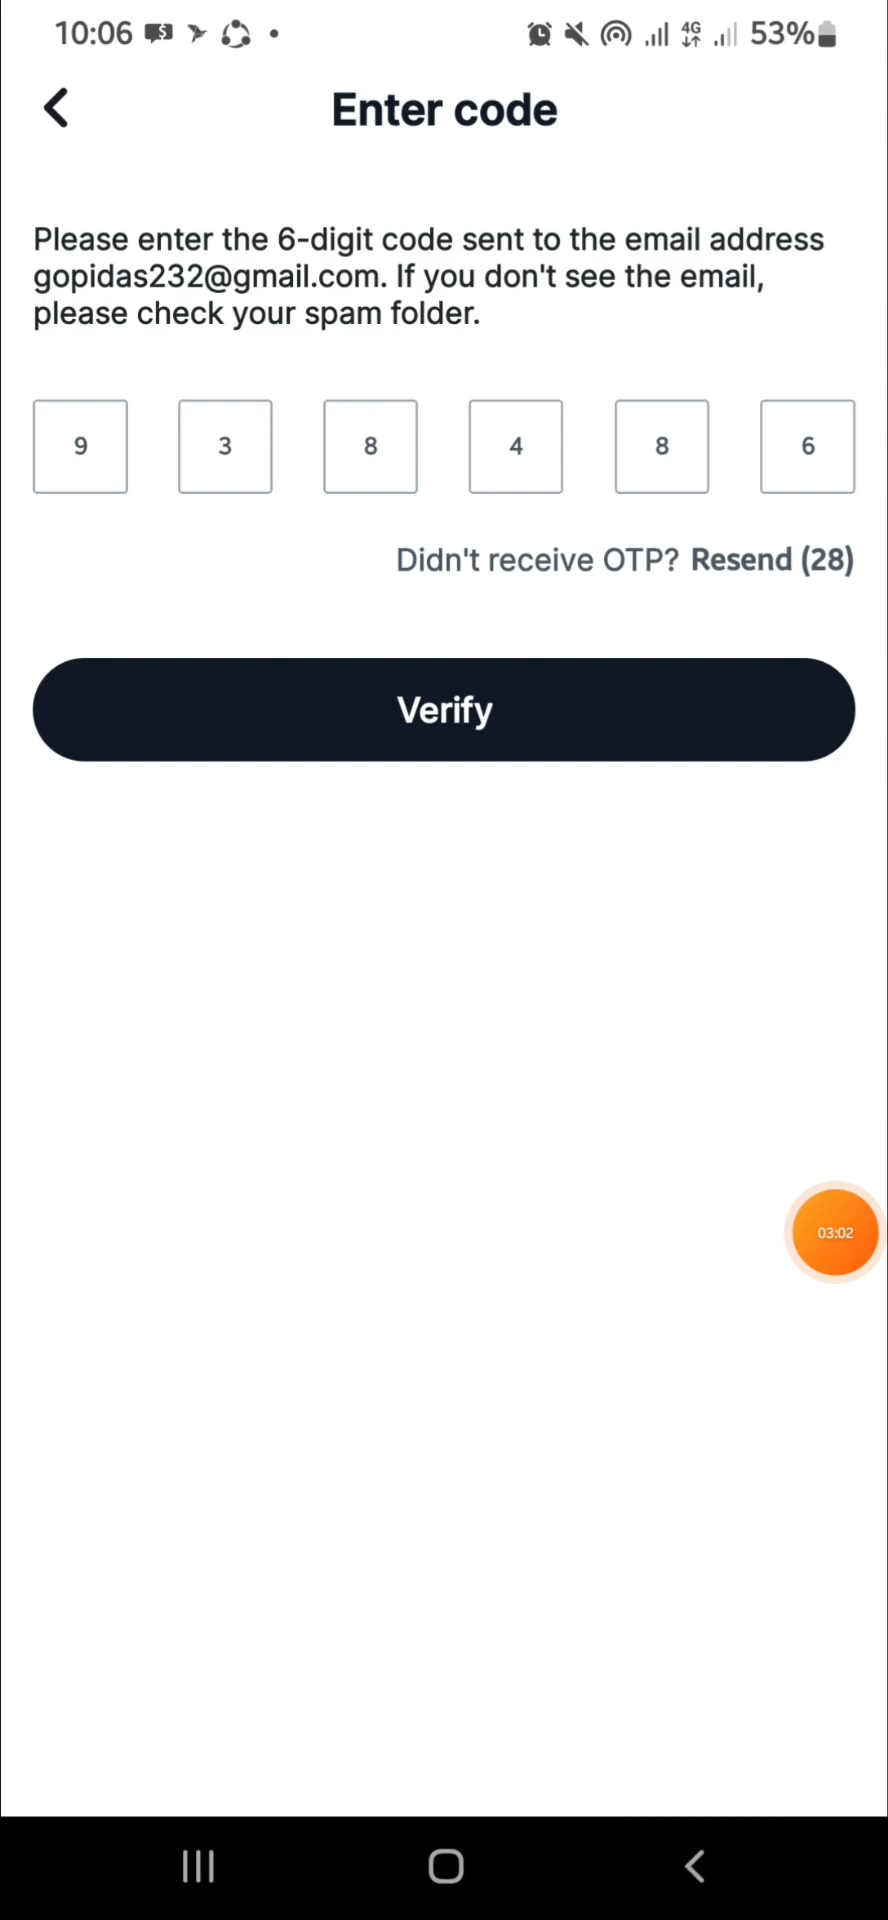 10:06
4G
53%
Enter code
Please enter the 6-digit code sent to the email address
gopidas232@gmail.com. If you don't see the email,
please check your spam folder.
9 3 8 4 8 6
Didn't receive OTP? Resend (28)
Verify
03:02